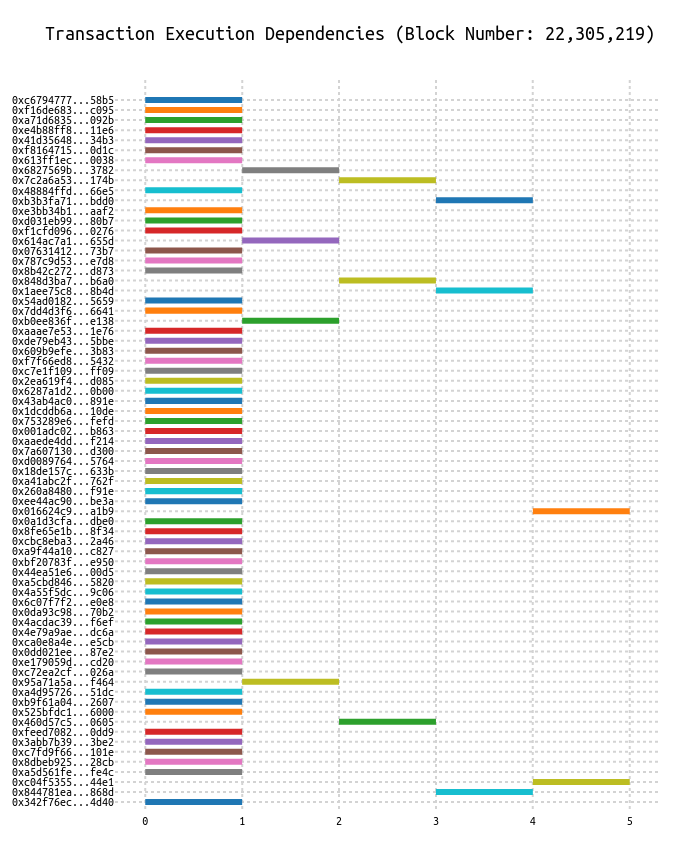 Transaction Execution Dependencies (Block Number: 22,305,219)
0xc6794777...58b5
0xf16de683...c095
0xa71d6835...092b
0xe4b88ff8...11e6
0x41d35648...34b3
0xf8164715...0d1c
0x613ff1ec...0038
0x6827569b...3782
0x7c2a6a53...174b
0x48884ffd...66e5
0xb3b3fa71...bdd0
0xe3bb34b1...aaf2
0xd031eb99...80b7
0xf1cfd096...0276
0x614ac7a1...655d
0x07631412...73b7
0x787c9d53...e7d8
0x8b42c272...d873
0x848d3ba7...b6a0
0x1aee75c8...8b4d
0x54ad0182...5659
0x7dd4d3f6...6641
0xb0ee836f...e138
0xaaae7e53...1e76
0xde79eb43...5bbe
0x609b9efe...3b83
0xf7f66ed8...5432
0xc7e1f109...ff09
0x2ea619f4...d085
0x6287a1d2...0b00
0x43ab4ac0...891e
0x1dcddb6a...10de
0x753289e6...fefd
0x001adc02...b863
0xaaede4dd...f214
0x7a607130...d300
0xd0089764...5764
0x18de157c...633b
0xa41abc2f...762f
0x260a8480...f91e
0xee44ac90...be3a
0x016624c9...a1b9
0x0a1d3cfa...dbe0
0x8fe65e1b...8f34
0xcbc8eba3...2a46
0xa9f44a10...c827
0xbf20783f...e950
0x44ea51e6...00d5
0xa5cbd846...5820
0x4a55f5dc...9c06
0x6c07f7f2...e0e8
0x0da93c98...70b2
0x4acdac39...f6ef
0x4e79a9ae...dc6a
0xca0e8a4e...e5cb
0x0dd021ee...87e2
0xe179059d...cd20
0xc72ea2cf...026a
0x95a71a5a...f464
0xa4d95726...51dc
0xb9f61a04...2607
0x525bfdc1...6000
0x460d57c5...0605
0xfeed7082...0dd9
0x3abb7b39...3be2
0xc7fd9f66...101e
0x8dbeb925...28cb
0xa5d561fe...fe4c
0xc04f5355...44e1
0x844781ea...868d
0x342f76ec...4d40
0 1 2 3 4 5